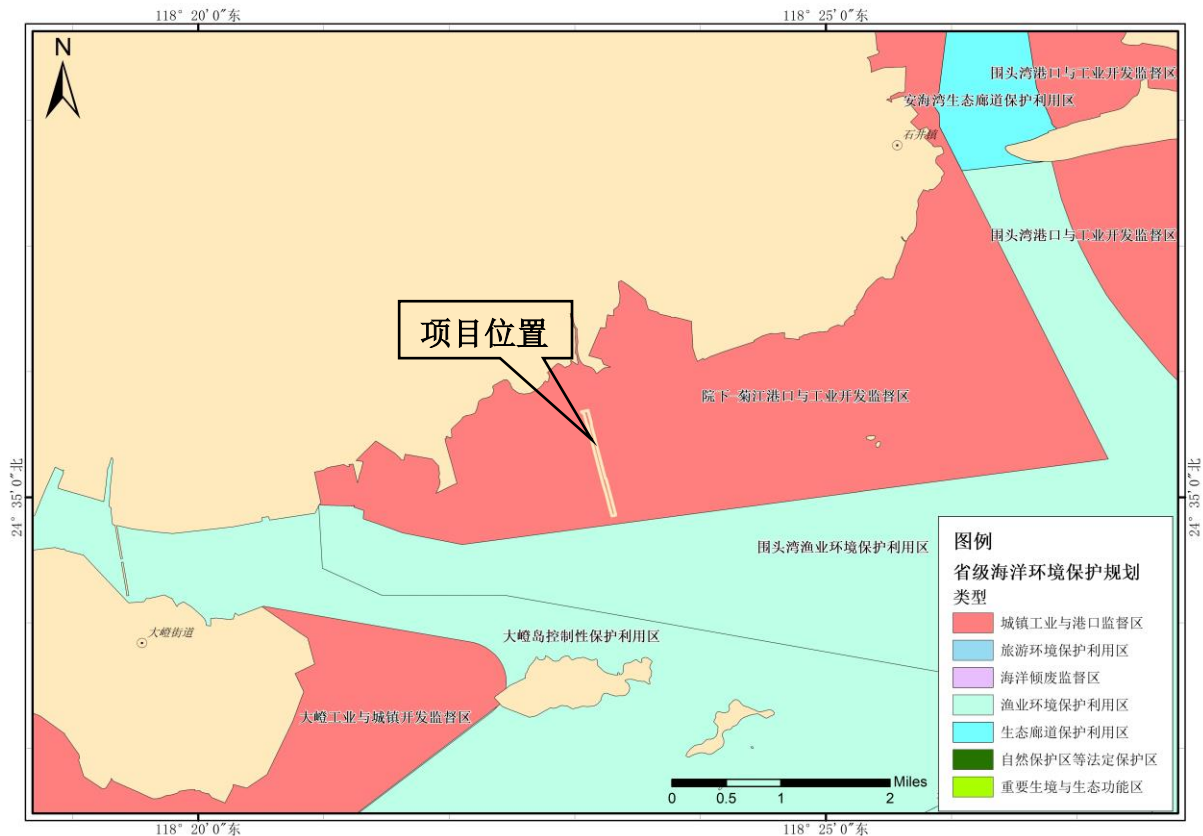 118° 20′0″东
118° 25′0″东
N
围头湾港口与工业开发监督区
安海湾生态廊道保护利用区
石井镇
围头湾港口与工业开发监督区
项目位置
院下—菊江港口与工业开发监督区
24° 35′0″北
24° 35′0″北
围头湾渔业环境保护利用区
大嶝街道
大嶝岛控制性保护利用区
大嶝工业与城镇开发监督区
图例
省级海洋环境保护规划
类型
城镇工业与港口监督区
旅游环境保护利用区
海洋倾废监督区
渔业环境保护利用区
生态廊道保护利用区
自然保护区等法定保护区
重要生境与生态功能区
Miles
0 0.5 1 2
118° 20′0″东
118° 25′0″东